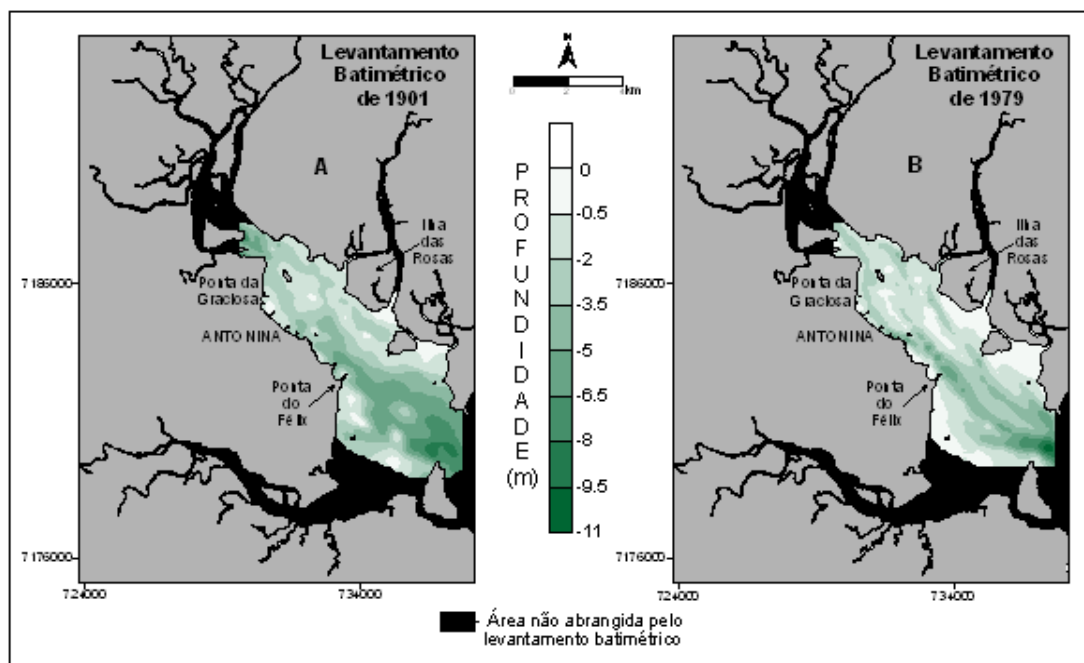 Levantamento
Batimétrico
de 1901
A
Ilha
das
Rosas
Ponta da
Graciosa
ANTONINA
Ponta
do
Félix
7186000
7176000
724000
734000
N
0 2 4 km
PROFUNDIDADE
(m)
0
-0.5
-2
-3.5
-5
-6.5
-8
-9.5
-11
Levantamento
Batimétrico
de 1979
B
Ilha
das
Rosas
Ponta da
Graciosa
ANTONINA
Ponta
do
Félix
7186000
7176000
724000
734000
Área não abrangida pelo
levantamento batimétrico